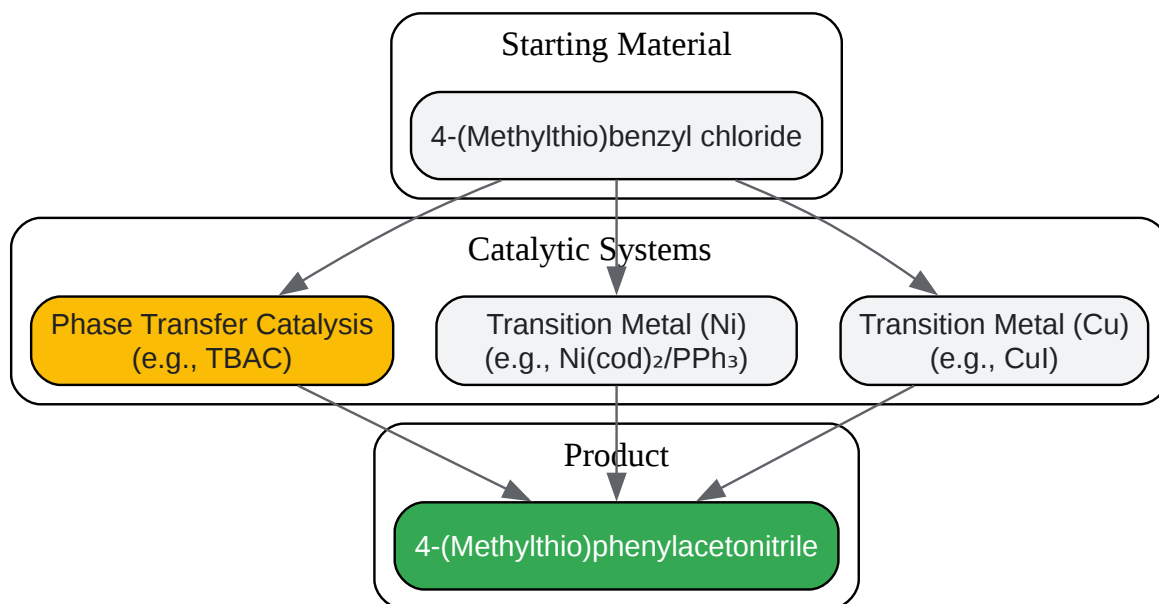 Starting Material
4-(Methylthio)benzyl chloride
Catalytic Systems
Phase Transfer Catalysis
(e.g., TBAC)
Transition Metal (Ni)
(e.g., Ni(cod)₂/PPh₃)
Transition Metal (Cu)
(e.g., CuI)
Product
4-(Methylthio)phenylacetonitrile